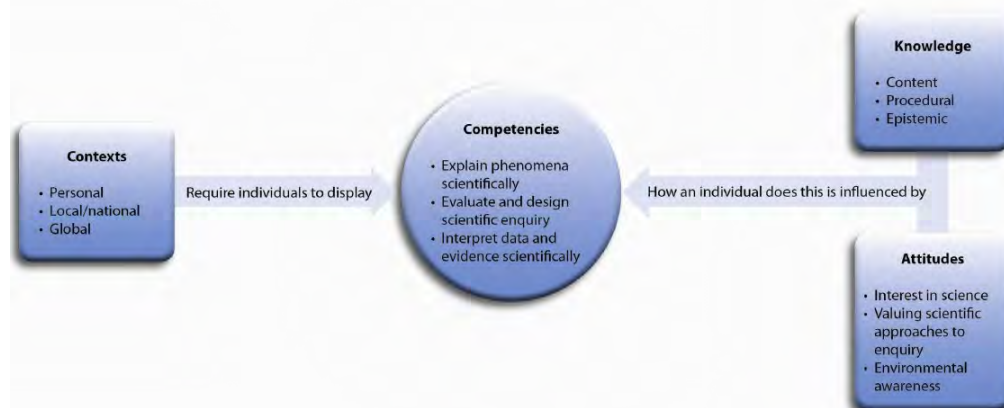 Contexts
• Personal
• Local/national
• Global
Require individuals to display
Competencies
• Explain phenomena
scientifically
• Evaluate and design
scientific enquiry
• Interpret data and
evidence scientifically
How an individual does this is influenced by
Knowledge
• Content
• Procedural
• Epistemic
Attitudes
• Interest in science
• Valuing scientific
approaches to
enquiry
• Environmental
awareness